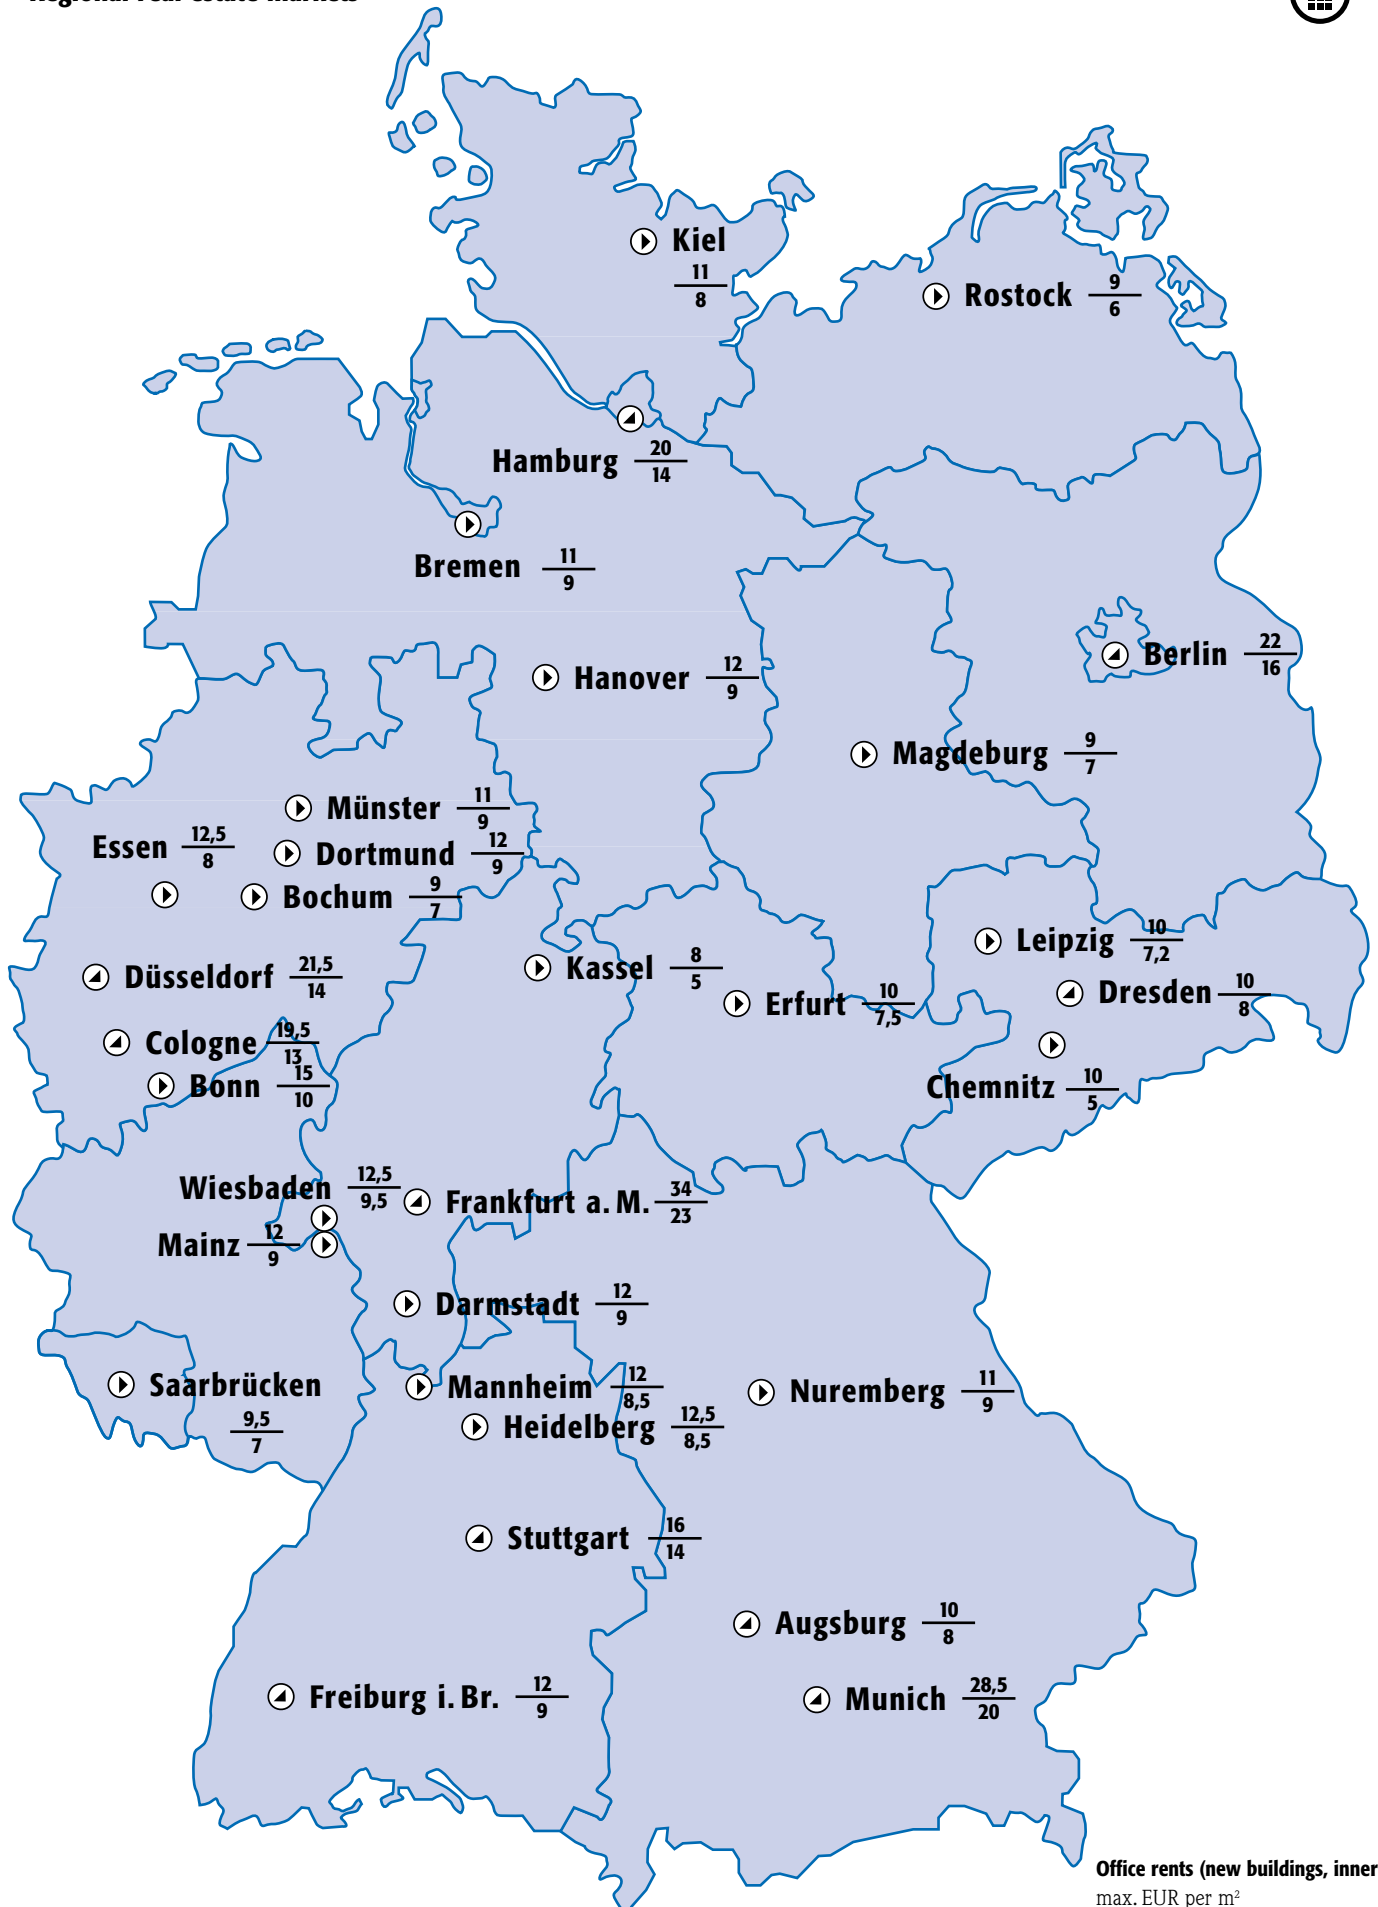 Regional real estate markets
Kiel
11
8
Rostock
9
6
Hamburg
20
14
Bremen
11
9
Hanover
12
9
Berlin
22
16
Magdeburg
9
7
Münster
11
9
Essen
12,5
8
Dortmund
12
9
Bochum
9
7
Leipzig
10
7,2
Kassel
8
5
Düsseldorf
21,5
14
Erfurt
10
7,5
Dresden
10
8
Cologne
19,5
13
Bonn
15
10
Chemnitz
10
5
Wiesbaden
12,5
9,5
Frankfurt a. M.
34
23
Mainz
12
9
Darmstadt
12
9
Saarbrücken
9,5
7
Mannheim
12
8,5
Nuremberg
11
9
Heidelberg
12,5
8,5
Stuttgart
16
14
Augsburg
10
8
Freiburg i. Br.
12
9
Munich
28,5
20
Office rents (new buildings, inner
max. EUR per m²